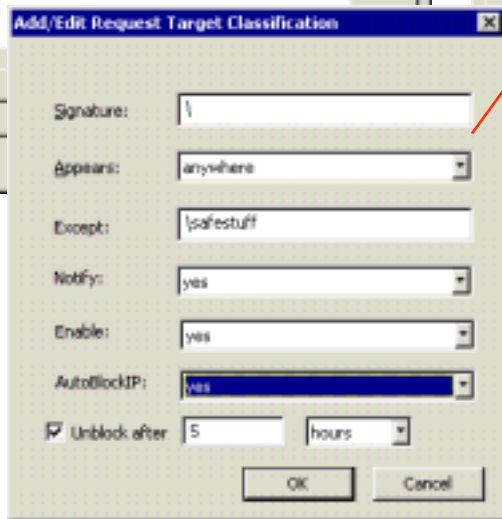 Add/Edit Request Target Classification
Signature: \
Appears: anywhere
Except: \safestuff
Notify: yes
Enable: yes
AutoBlockIP: yes
Unblock after 5 hours
OK Cancel